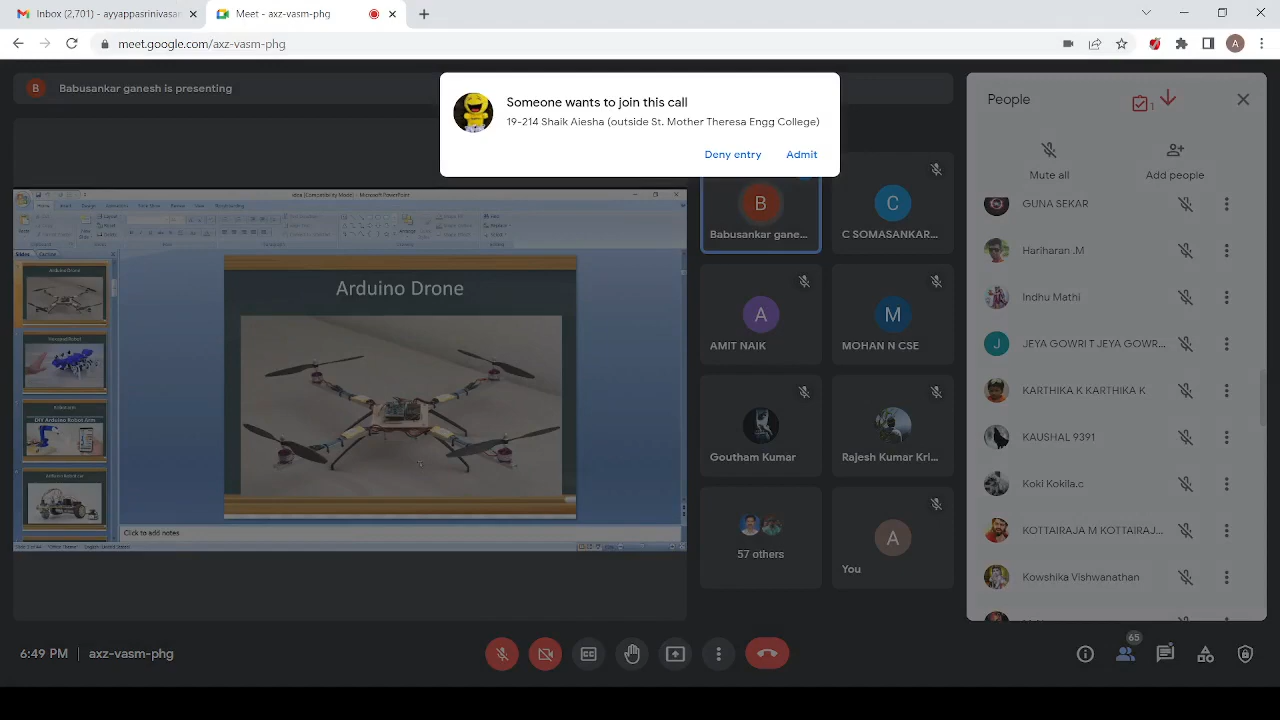 Inbox (2,701) - ayyappasrinivasan
Meet - axz-vasm-phg
meet.google.com/axz-vasm-phg
A
B
Babusankar ganesh is presenting
Someone wants to join this call
19-214 Shaik Aiesha (outside St. Mother Theresa Engg College)
Deny entry
Admit
People
1
Mute all
Add people
Arduino Drone
Click to add notes
B
Babusankar gane...
C
C SOMASANKAR...
A
AMIT NAIK
M
MOHAN N CSE
Goutham Kumar
Rajesh Kumar Kri...
57 others
A
You
GUNA SEKAR
Hariharan .M
Indhu Mathi
J
JEYA GOWRI T JEYA GOWR...
KARTHIKA K KARTHIKA K
KAUSHAL 9391
Koki Kokila.c
KOTTAIRAJA M KOTTAIRAJ...
Kowshika Vishwanathan
6:49 PM
axz-vasm-phg
65